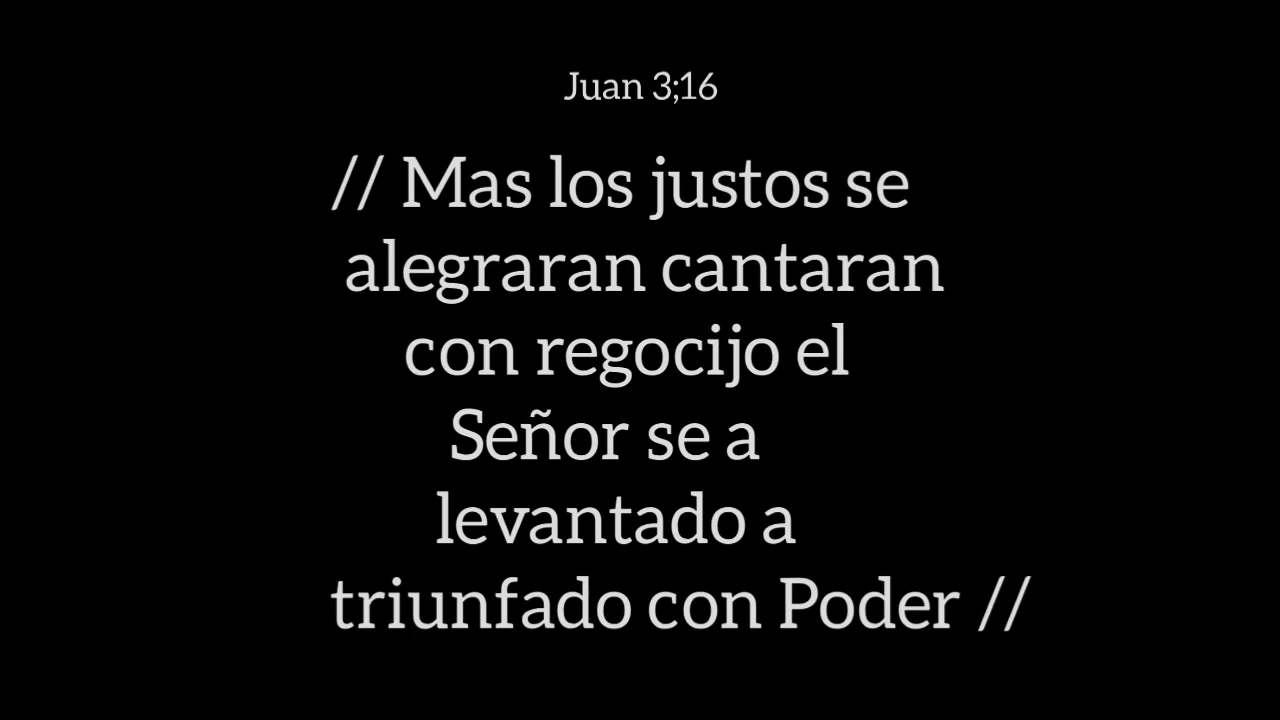 Juan 3;16
// Mas los justos se
alegraran cantaran
con regocijo el
Señor se a
levantado a
triunfado con Poder //